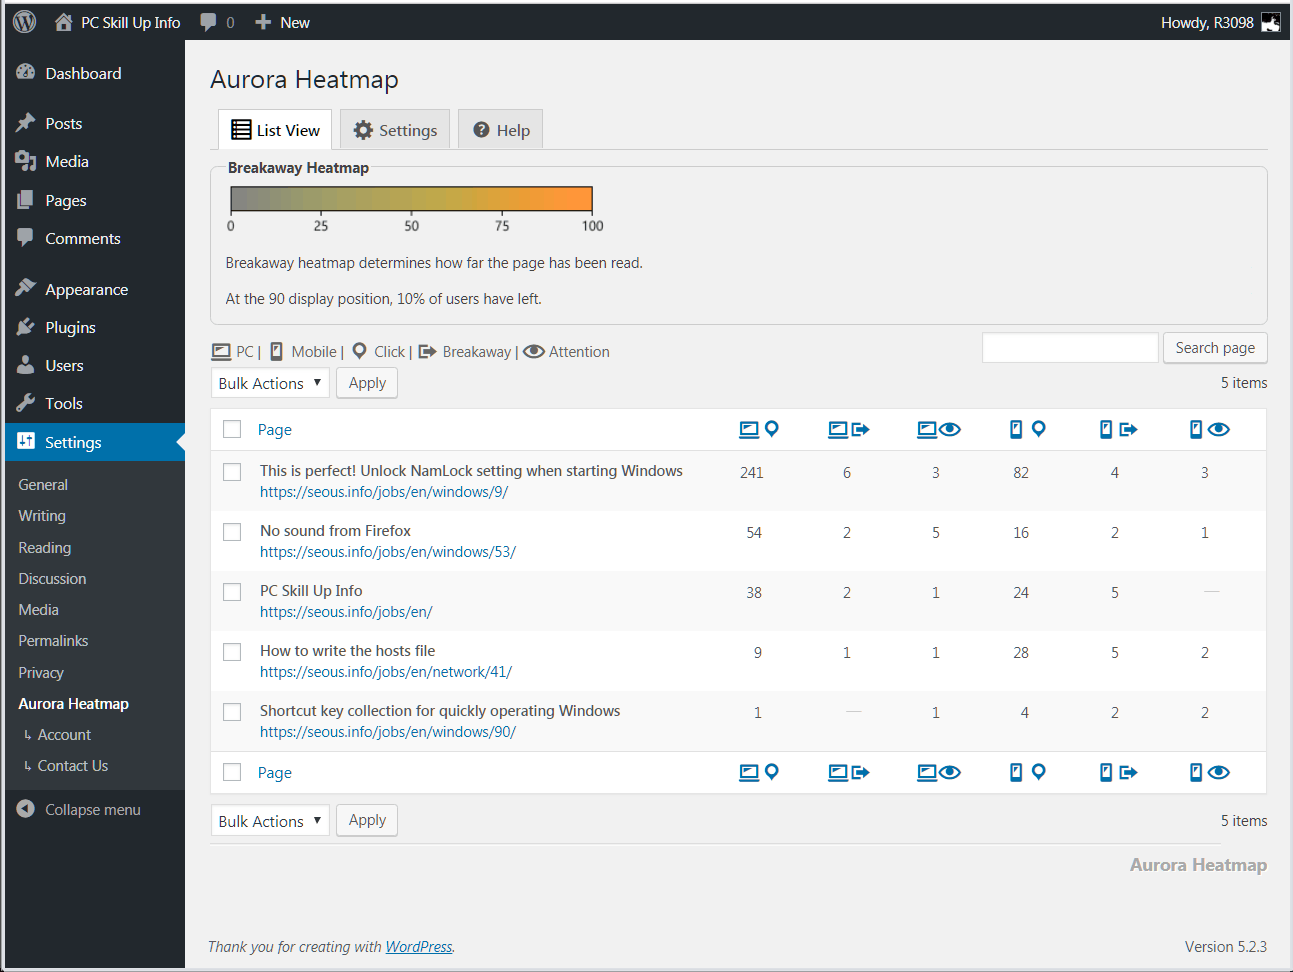 PC Skill Up Info 0 New Howdy, R3098
Dashboard
Posts
Media
Pages
Comments
Appearance
Plugins
Users
Tools
Settings
General
Writing
Reading
Discussion
Media
Permalinks
Privacy
Aurora Heatmap
↳ Account
↳ Contact Us
Collapse menu
Aurora Heatmap
List View Settings Help
Breakaway Heatmap
0 25 50 75 100
Breakaway heatmap determines how far the page has been read.
At the 90 display position, 10% of users have left.
PC | Mobile | Click | Breakaway | Attention Search page
Bulk Actions Apply 5 items
Page
This is perfect! Unlock NamLock setting when starting Windows 241 6 3 82 4 3
https://seous.info/jobs/en/windows/9/
No sound from Firefox 54 2 5 16 2 1
https://seous.info/jobs/en/windows/53/
PC Skill Up Info 38 2 1 24 5 —
https://seous.info/jobs/en/
How to write the hosts file 9 1 1 28 5 2
https://seous.info/jobs/en/network/41/
Shortcut key collection for quickly operating Windows 1 — 1 4 2 2
https://seous.info/jobs/en/windows/90/
Page
Bulk Actions Apply 5 items
Aurora Heatmap
Thank you for creating with WordPress. Version 5.2.3